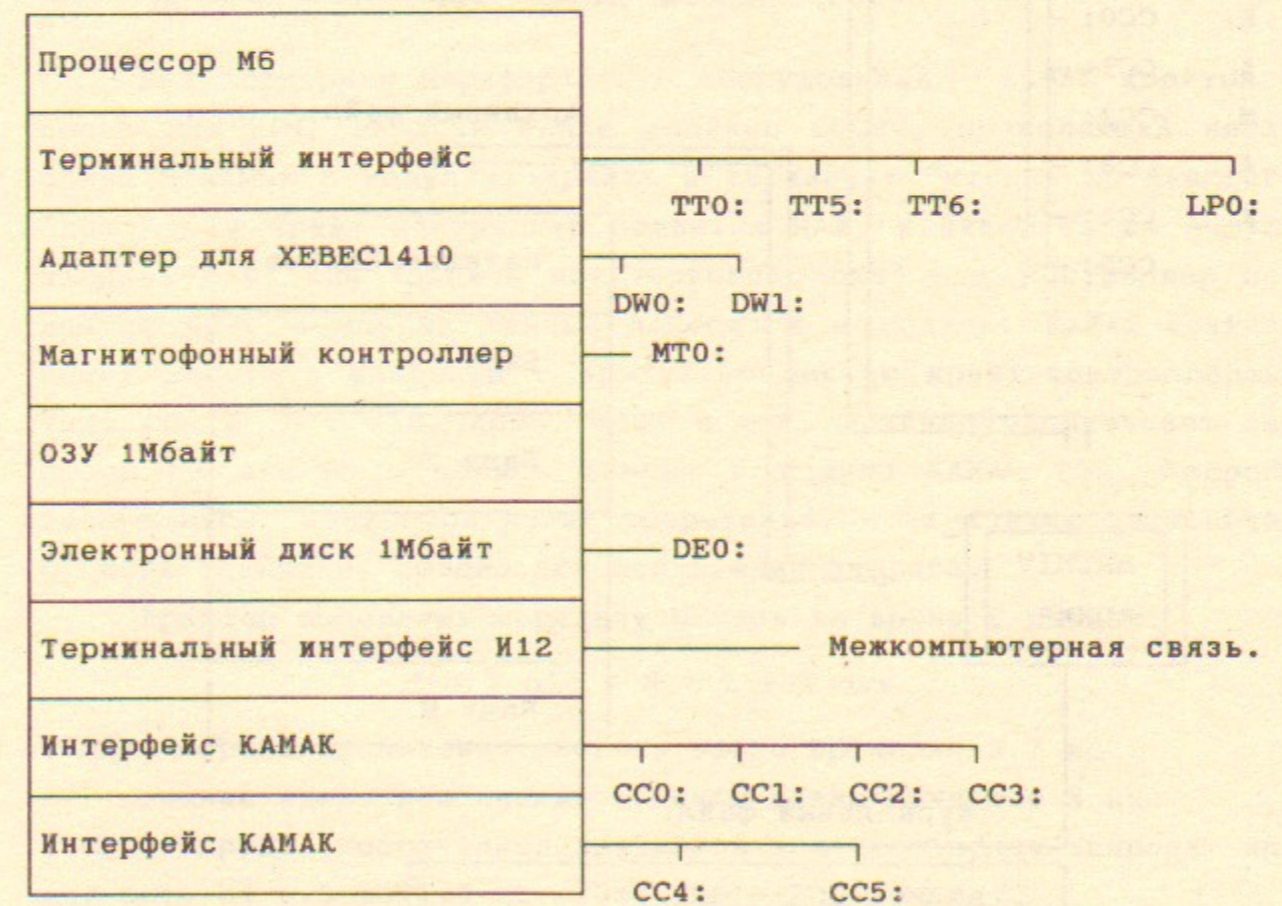 Процессор М6
Терминальный интерфейс
TT0: TT5: TT6: LP0:
Адаптер для XEBEC1410
DW0: DW1:
Магнитофонный контроллер MT0:
ОЗУ 1Мбайт
Электронный диск 1Мбайт DE0:
Терминальный интерфейс И12 Межкомпьютерная связь.
Интерфейс КАМАК
CC0: CC1: CC2: CC3:
Интерфейс КАМАК
CC4: CC5: